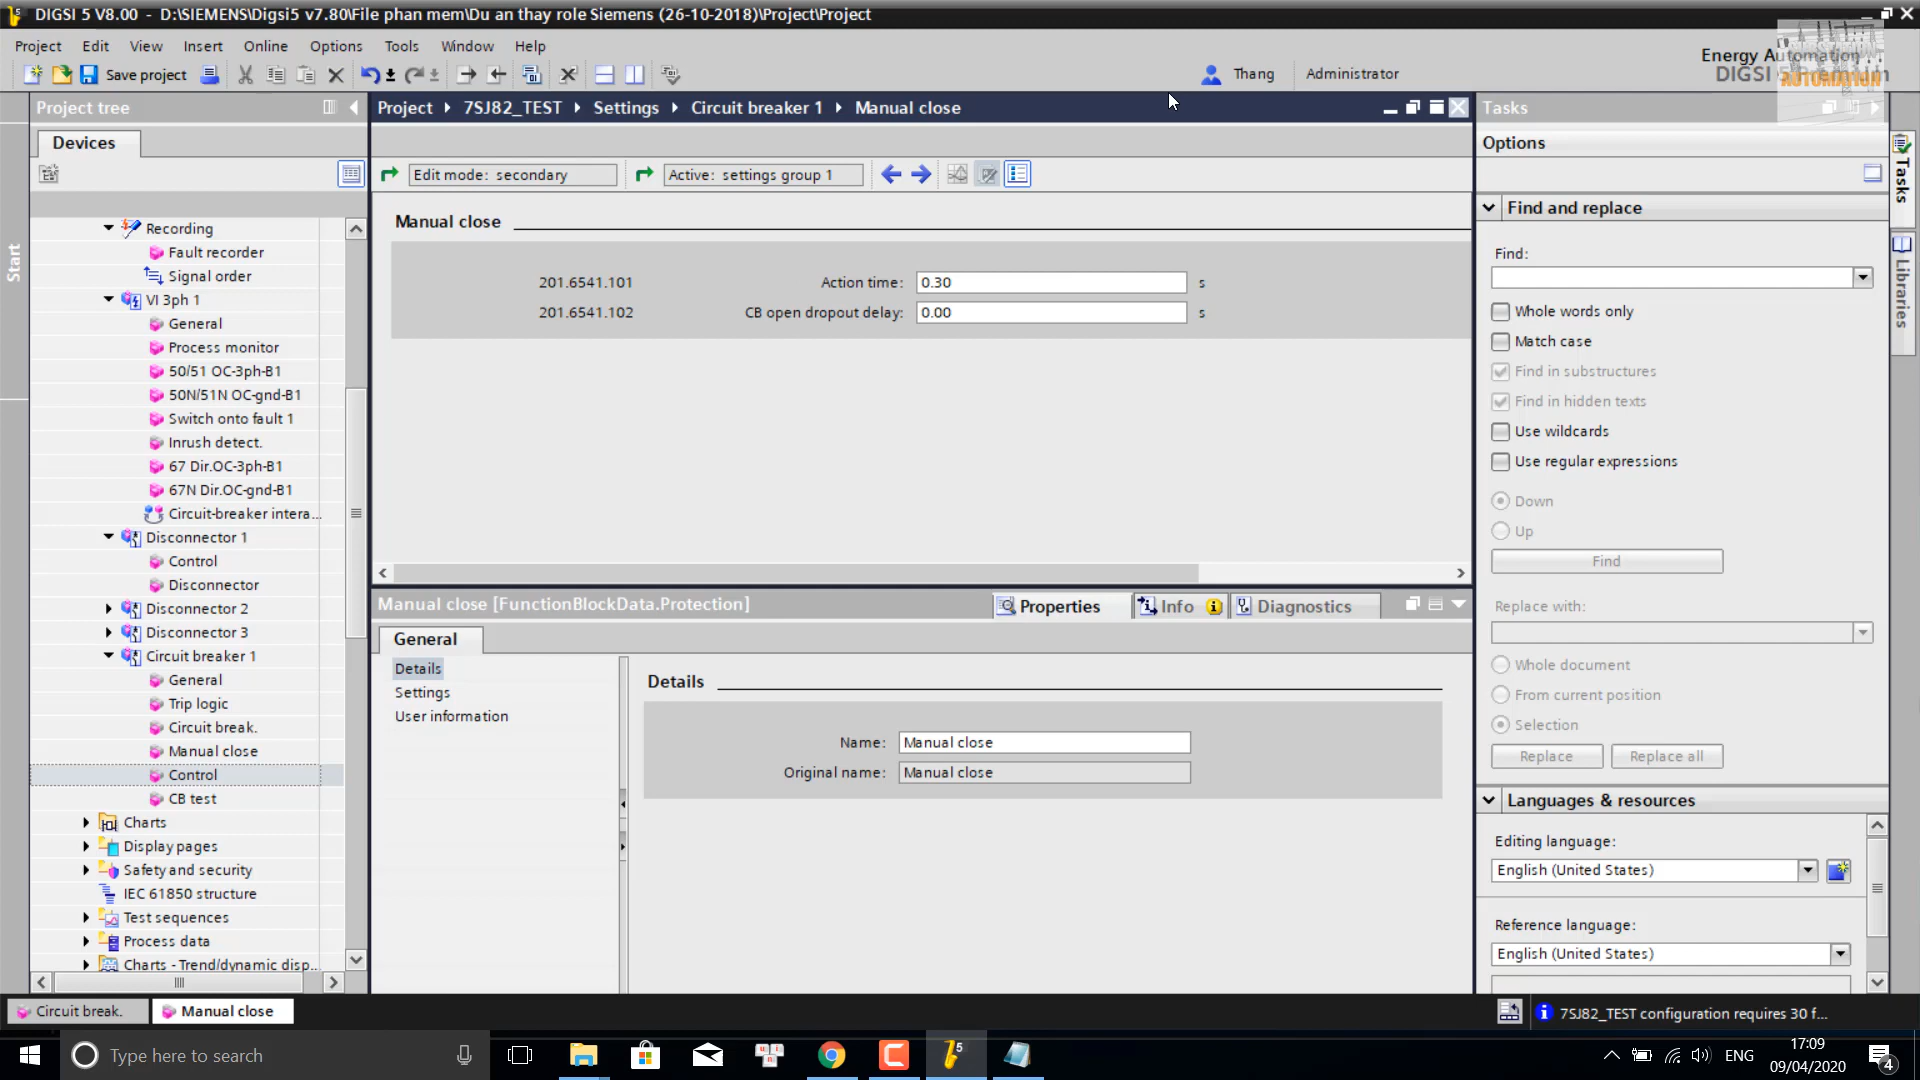 DIGSI 5 V8.00 - D:\SIEMENS\Digsi5 v7.80\File phan mem\Du an thay role Siemens (26-10-2018)\Project\Project
Project Edit View Insert Online Options Tools Window Help
Energy Automation
DIGSI 5 Premium
AUTOMATION
Save project
Thang Administrator
Project tree
Project 7SJ82_TEST Settings Circuit breaker 1 Manual close
Tasks
Devices
Options
Edit mode: secondary
Active: settings group 1
Start
Tasks
Libraries
Recording
Fault recorder
Signal order
VI 3ph 1
General
Process monitor
50/51 OC-3ph-B1
50N/51N OC-gnd-B1
Switch onto fault 1
Inrush detect.
67 Dir.OC-3ph-B1
67N Dir.OC-gnd-B1
Circuit-breaker intera...
Disconnector 1
Control
Disconnector
Disconnector 2
Disconnector 3
Circuit breaker 1
General
Trip logic
Circuit break.
Manual close
Control
CB test
Charts
Display pages
Safety and security
IEC 61850 structure
Test sequences
Process data
Charts - Trend/dynamic disp...
Manual close
201.6541.101 Action time: 0.30 s
201.6541.102 CB open dropout delay: 0.00 s
Manual close [FunctionBlockData.Protection]
Properties Info Diagnostics
General
Details
Settings
User information
Details
Name: Manual close
Original name: Manual close
Find and replace
Find:
Whole words only
Match case
Find in substructures
Find in hidden texts
Use wildcards
Use regular expressions
Down
Up
Find
Replace with:
Whole document
From current position
Selection
Replace Replace all
Languages & resources
Editing language:
English (United States)
Reference language:
English (United States)
Circuit break. Manual close
7SJ82_TEST configuration requires 30 f...
Type here to search
ENG
17:09
09/04/2020
4